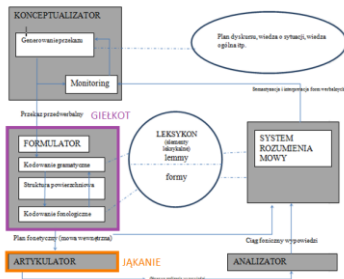 KONCEPTUALIZATOR
Generowanie przekazu
Monitoring
Plan dyskursu, wiedza o sytuacji, wiedza
ogólna itp.
Przekaz przedwerbalny
GIEŁKOT
FORMULATOR
Kodowanie gramatyczne
Struktura powierzchniowa
Kodowanie fonologiczne
LEKSYKON
(elementy
leksykalne)
lemmy
formy
SYSTEM
ROZUMIENIA
MOWY
Plan fonetyczny (mowa wewnętrzna)
Ciąg foniczny wypowiedzi
ARTYKULATOR
JĄKANIE
ANALIZATOR